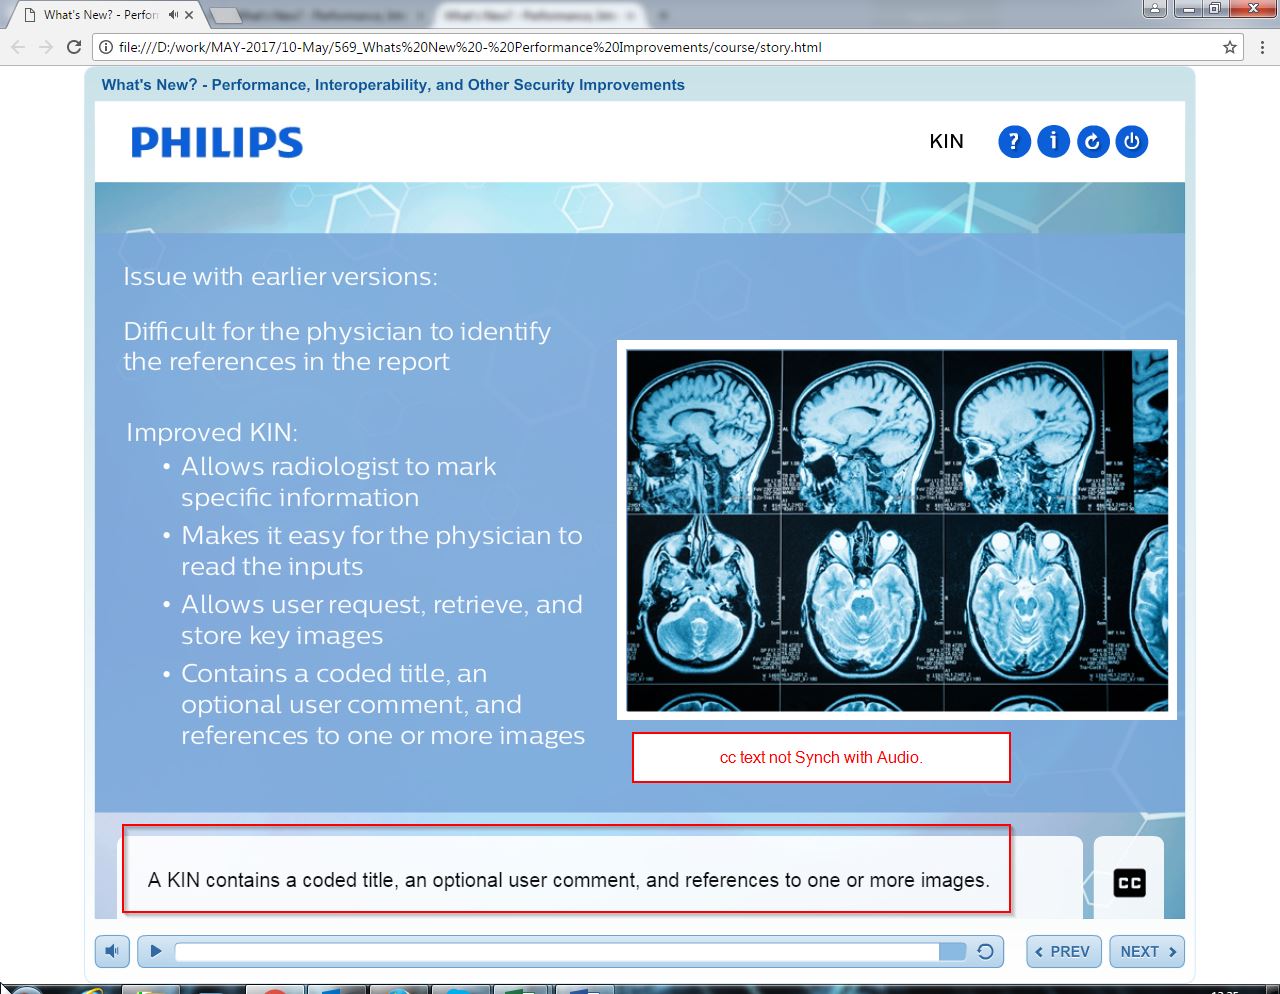 What's New? - Perfor
file:///D:/work/MAY-2017/10-May/569_Whats%20New%20-%20Performance%20Improvements/course/story.html
What's New? - Performance, Interoperability, and Other Security Improvements
PHILIPS
KIN
?
i
Issue with earlier versions:
Difficult for the physician to identify
the references in the report
Improved KIN:
• Allows radiologist to mark
specific information
• Makes it easy for the physician to
read the inputs
• Allows user request, retrieve, and
store key images
• Contains a coded title, an
optional user comment, and
references to one or more images
cc text not Synch with Audio.
A KIN contains a coded title, an optional user comment, and references to one or more images.
CC
PREV
NEXT